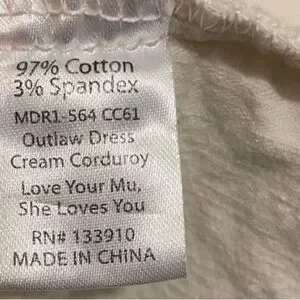 97% Cotton
3% Spandex
MDR1-564 CC61
Outlaw Dress
Cream Corduroy
Love Your Mu,
She Loves You
RN# 133910
MADE IN CHINA